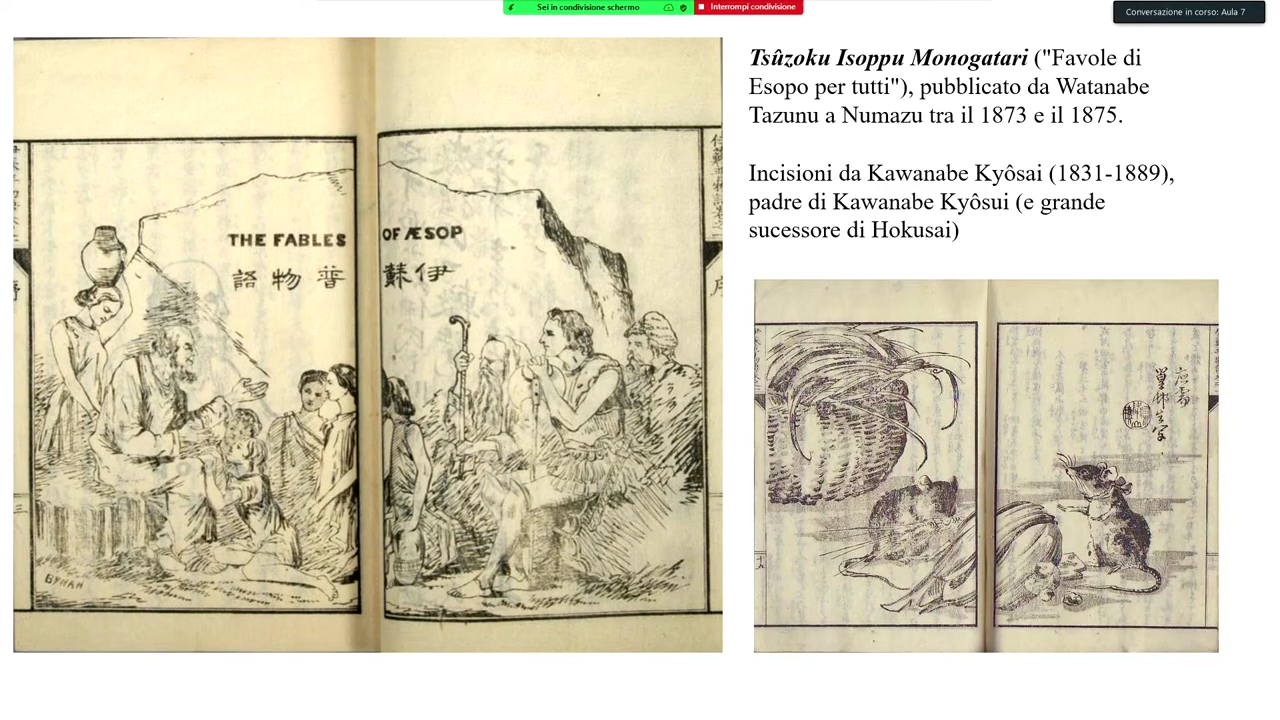 Sei in condivisione schermo
Interrompi condivisione
Conversazione in corso: Aula 7
Tsûzoku Isoppu Monogatari ("Favole di
Esopo per tutti"), pubblicato da Watanabe
Tazunu a Numazu tra il 1873 e il 1875.
Incisioni da Kawanabe Kyôsai (1831-1889),
padre di Kawanabe Kyôsui (e grande
sucessore di Hokusai)
THE FABLES OF ÆSOP
伊蘇普物語